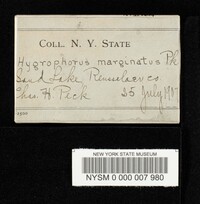 COLL. N. Y. STATE
Hygrophorus marginatus Pk
Sand Lake Rensselaer co
Chas. H. Peck 25 July
NEW YORK STATE MUSEUM
NYSM 0 000 007 980